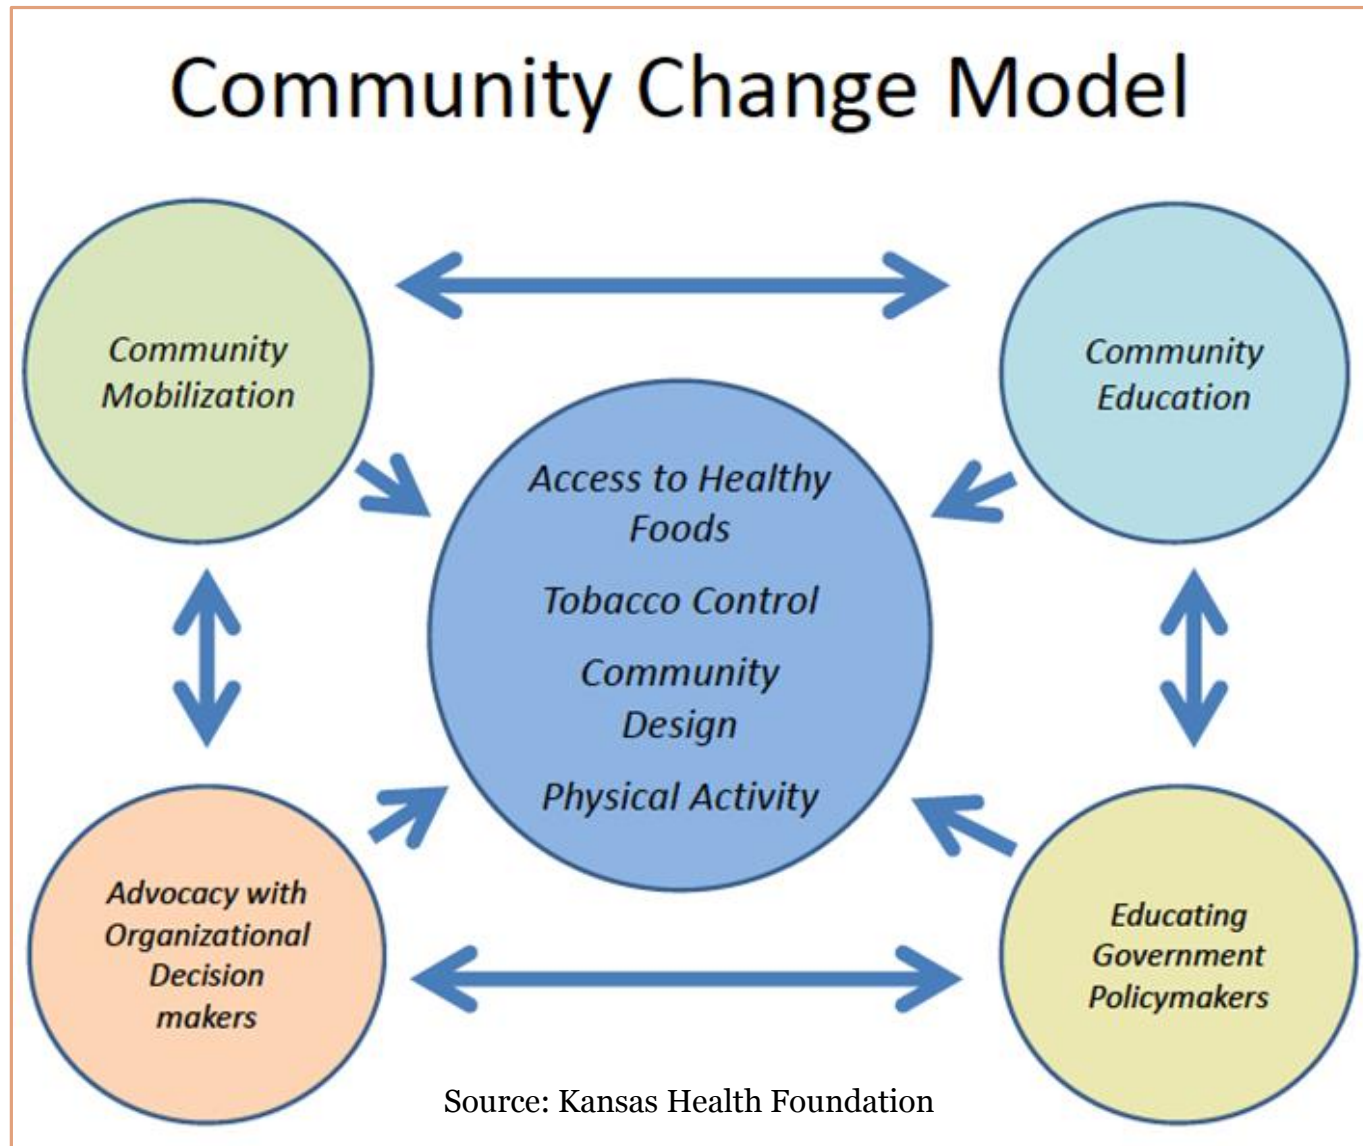 Community Change Model
Community
Mobilization
Community
Education
Access to Healthy
Foods
Tobacco Control
Community
Design
Physical Activity
Advocacy with
Organizational
Decision
makers
Educating
Government
Policymakers
Source: Kansas Health Foundation